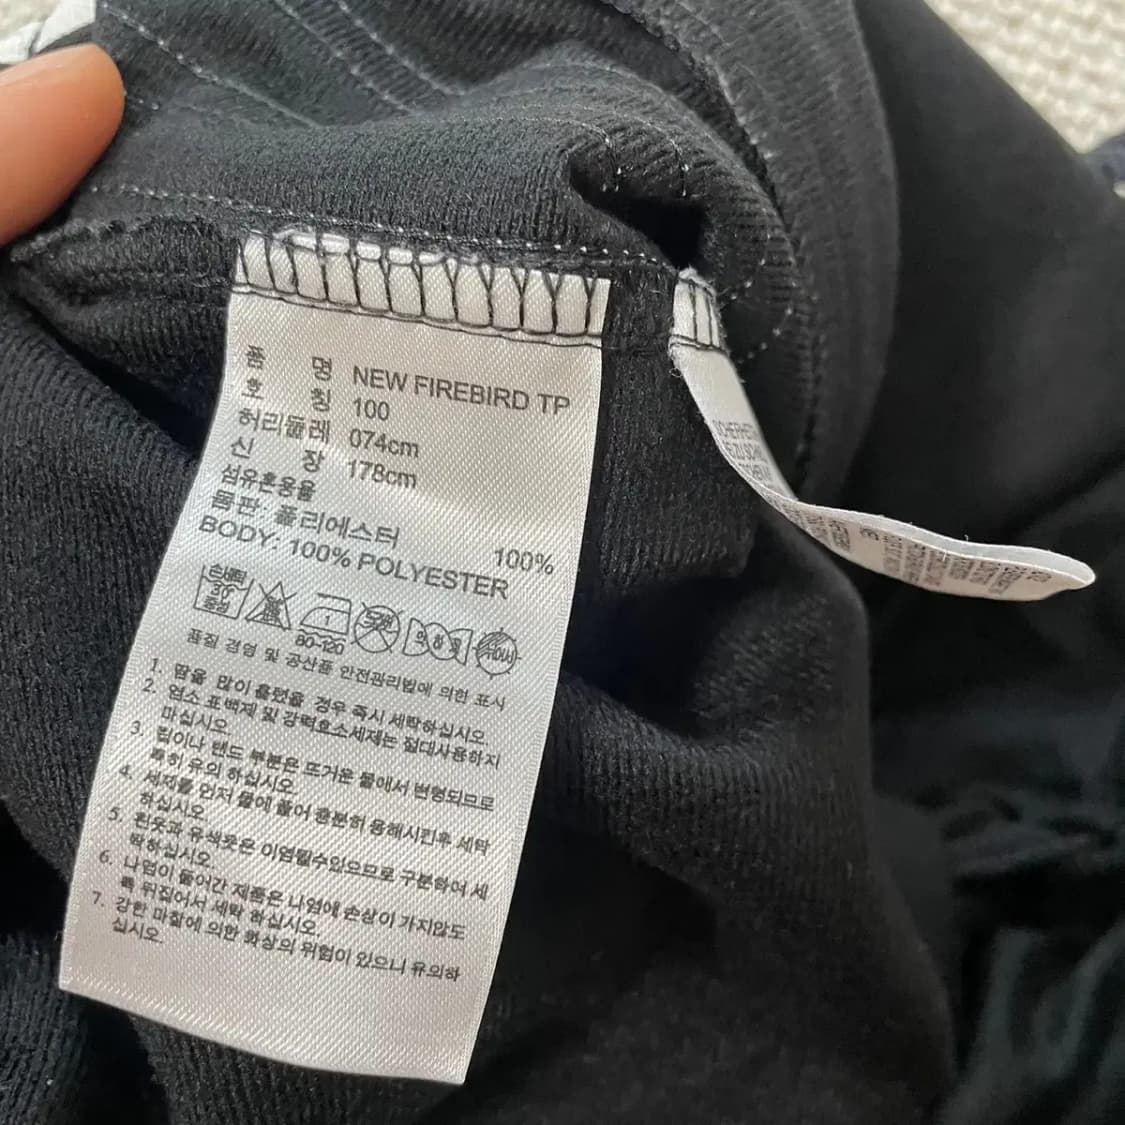 품 명 NEW FIREBIRD TP
호 칭 100
허리둘레 074cm
신 장 178cm
섬유혼용율
몸판: 폴리에스터 100%
BODY: 100% POLYESTER
80-120
품질 경영 및 공산품 안전관리법에 의한 표시
1. 땀을 많이 흘렸을 경우 즉시 세탁하십시오.
2. 염소 표백제 및 강력효소세제는 절대사용하지
마십시오.
3. 립이나 밴드 부분은 뜨거운 물에서 변형되므로
특히 유의 하십시오.
4. 세제를 먼저 물에 풀어 충분히 용해시킨후 세탁
하십시오.
5. 흰옷과 유색옷은 이염될수있으므로 구분하여 세
탁하십시오.
6. 나염이 들어간 제품은 나염에 손상이 가지않도
록 뒤집어서 세탁 하십시오.
7. 강한 마찰에 의한 화상의 위험이 있으니 유의하
십시오.